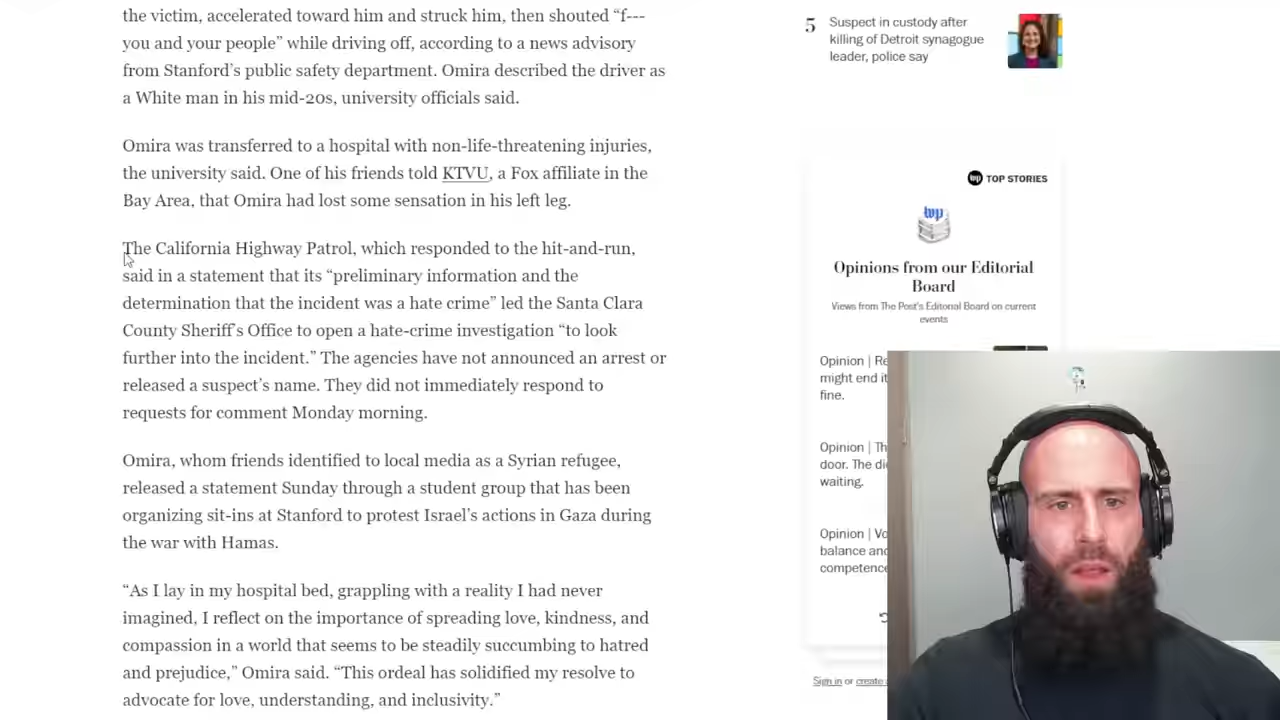 the victim, accelerated toward him and struck him, then shouted “f---
you and your people” while driving off, according to a news advisory
from Stanford’s public safety department. Omira described the driver as
a White man in his mid-20s, university officials said.
Omira was transferred to a hospital with non-life-threatening injuries,
the university said. One of his friends told KTVU, a Fox affiliate in the
Bay Area, that Omira had lost some sensation in his left leg.
The California Highway Patrol, which responded to the hit-and-run,
said in a statement that its “preliminary information and the
determination that the incident was a hate crime” led the Santa Clara
County Sheriff’s Office to open a hate-crime investigation “to look
further into the incident.” The agencies have not announced an arrest or
released a suspect’s name. They did not immediately respond to
requests for comment Monday morning.
Omira, whom friends identified to local media as a Syrian refugee,
released a statement Sunday through a student group that has been
organizing sit-ins at Stanford to protest Israel’s actions in Gaza during
the war with Hamas.
“As I lay in my hospital bed, grappling with a reality I had never
imagined, I reflect on the importance of spreading love, kindness, and
compassion in a world that seems to be steadily succumbing to hatred
and prejudice,” Omira said. “This ordeal has solidified my resolve to
advocate for love, understanding, and inclusivity.”
5 Suspect in custody after
killing of Detroit synagogue
leader, police say
wp TOP STORIES
wp
Opinions from our Editorial
Board
Views from The Post's Editorial Board on current
events
Opinion | Re
might end it
fine.
Opinion | Th
door. The di
waiting.
Opinion | Vo
balance and
competence
Sign in or create